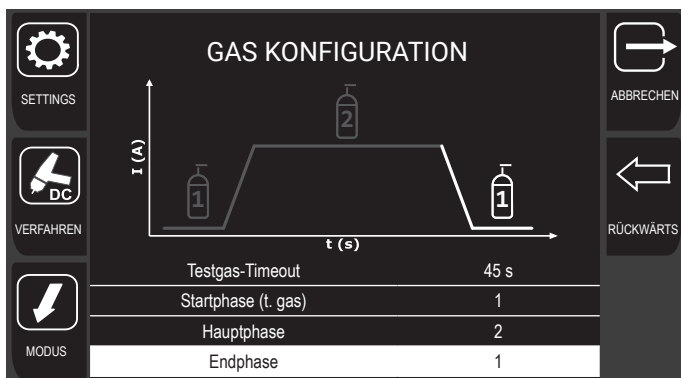 GAS KONFIGURATION
SETTINGS
DC
VERFAHREN
MODUS
I (A)
1
2
1
t (s)
Testgas-Timeout 45 s
Startphase (t. gas) 1
Hauptphase 2
Endphase 1
ABBRECHEN
RÜCKWÄRTS